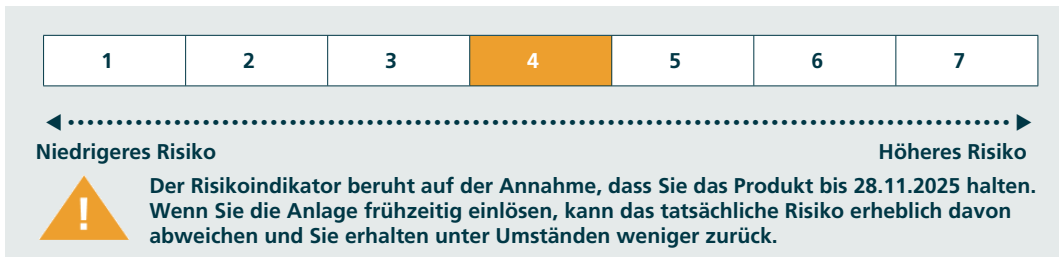 1 2 3 4 5 6 7
Niedrigeres Risiko Höheres Risiko
Der Risikoindikator beruht auf der Annahme, dass Sie das Produkt bis 28.11.2025 halten.
Wenn Sie die Anlage frühzeitig einlösen, kann das tatsächliche Risiko erheblich davon
abweichen und Sie erhalten unter Umständen weniger zurück.
!